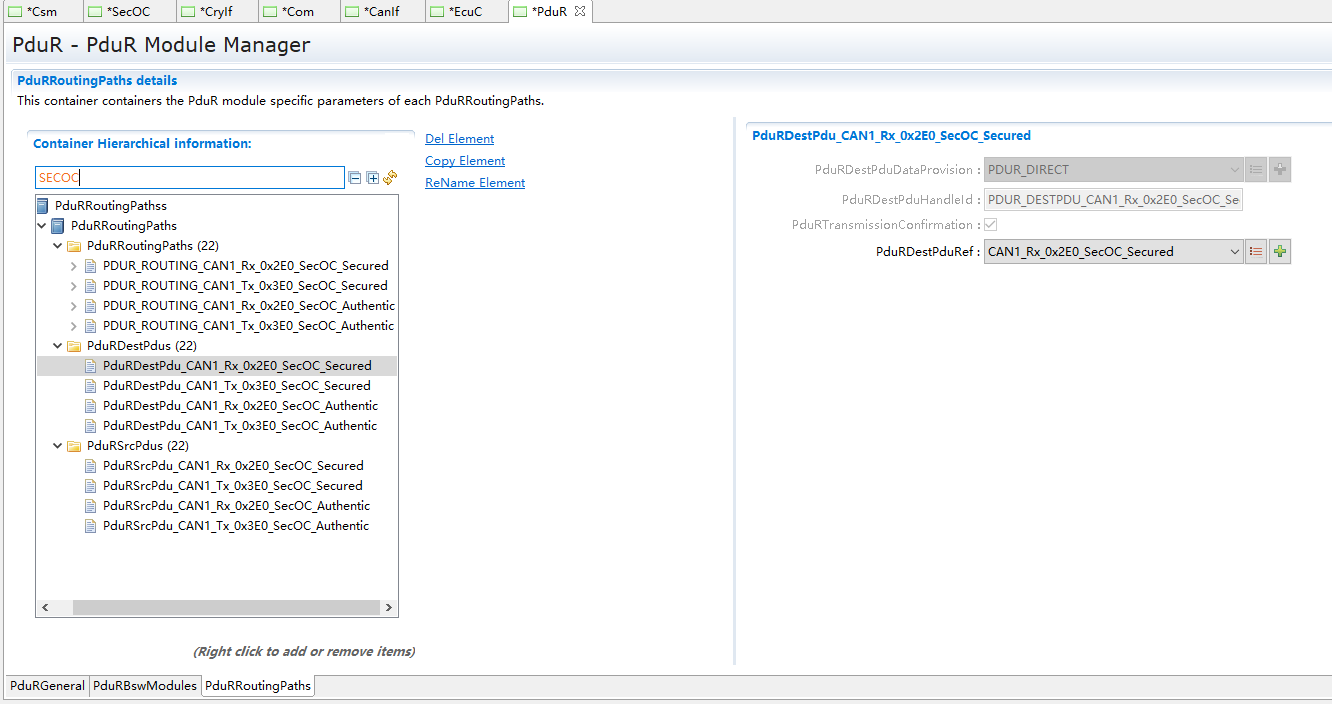 *Csm *SecOC *CryIf *Com *CanIf *EcuC *PduR
PduR - PduR Module Manager
PduRRoutingPaths details
This container containers the PduR module specific parameters of each PduRRoutingPaths.
Container Hierarchical information:
SECOC
Del Element
Copy Element
ReName Element
PduRRoutingPathss
PduRRoutingPaths
PduRRoutingPaths (22)
PDUR_ROUTING_CAN1_Rx_0x2E0_SecOC_Secured
PDUR_ROUTING_CAN1_Tx_0x3E0_SecOC_Secured
PDUR_ROUTING_CAN1_Rx_0x2E0_SecOC_Authentic
PDUR_ROUTING_CAN1_Tx_0x3E0_SecOC_Authentic
PduRDestPdus (22)
PduRDestPdu_CAN1_Rx_0x2E0_SecOC_Secured
PduRDestPdu_CAN1_Tx_0x3E0_SecOC_Secured
PduRDestPdu_CAN1_Rx_0x2E0_SecOC_Authentic
PduRDestPdu_CAN1_Tx_0x3E0_SecOC_Authentic
PduRSrcPdus (22)
PduRSrcPdu_CAN1_Rx_0x2E0_SecOC_Secured
PduRSrcPdu_CAN1_Tx_0x3E0_SecOC_Secured
PduRSrcPdu_CAN1_Rx_0x2E0_SecOC_Authentic
PduRSrcPdu_CAN1_Tx_0x3E0_SecOC_Authentic
(Right click to add or remove items)
PduRDestPdu_CAN1_Rx_0x2E0_SecOC_Secured
PduRDestPduDataProvision : PDUR_DIRECT
PduRDestPduHandleId : PDUR_DESTPDU_CAN1_Rx_0x2E0_SecOC_Se
PduRTransmissionConfirmation :
PduRDestPduRef : CAN1_Rx_0x2E0_SecOC_Secured
PduRGeneral PduRBswModules PduRRoutingPaths